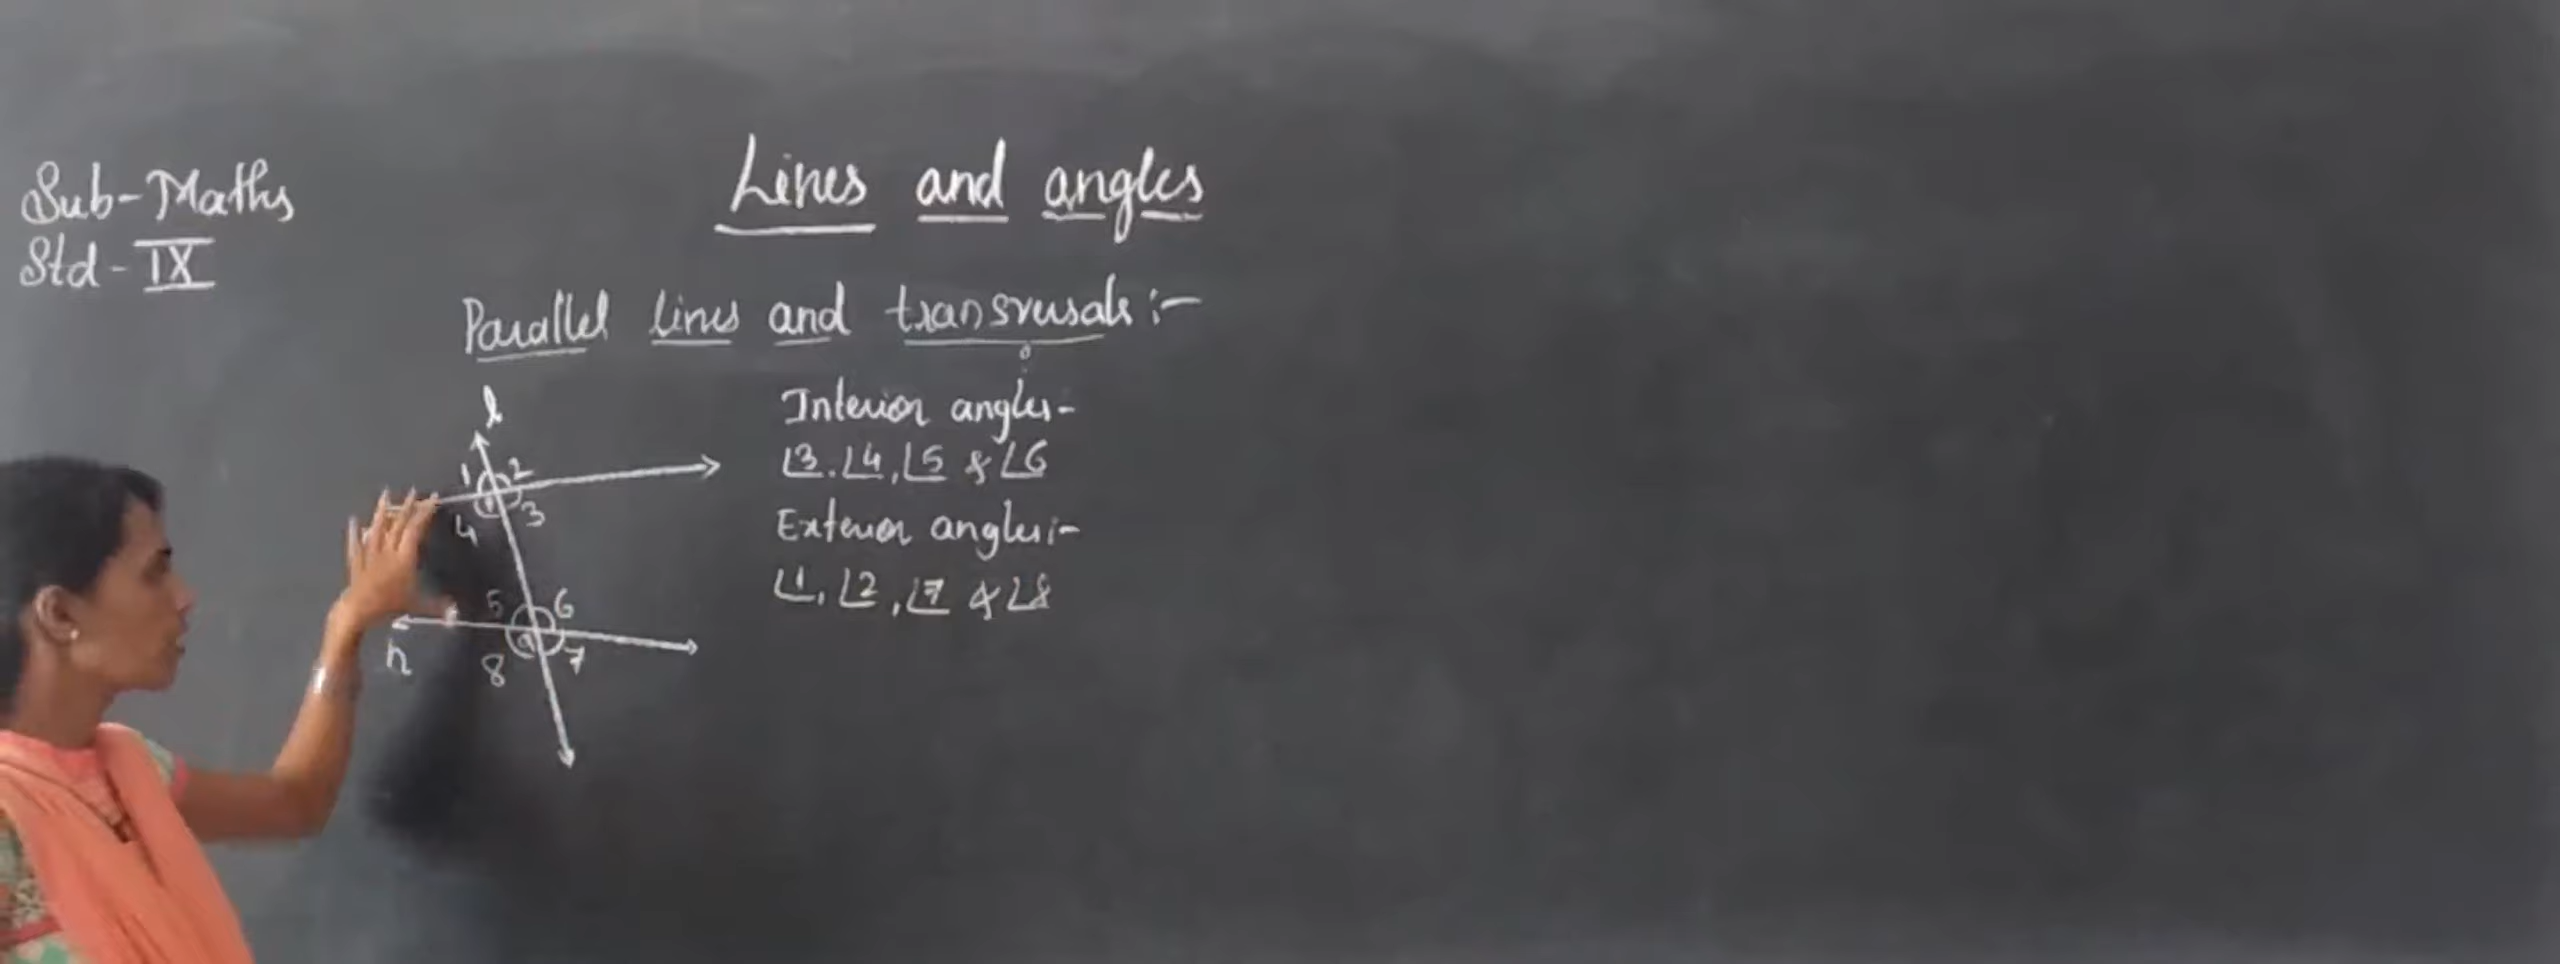 Sub-Maths
Std-IX
Lines and angles
Parallel lines and transversals:-
l
1 2
4 3
5 6
n
8 7
Interior angles-
∠3.∠4,∠5 & ∠6
Exterior angles:-
∠1,∠2,∠7 & ∠8